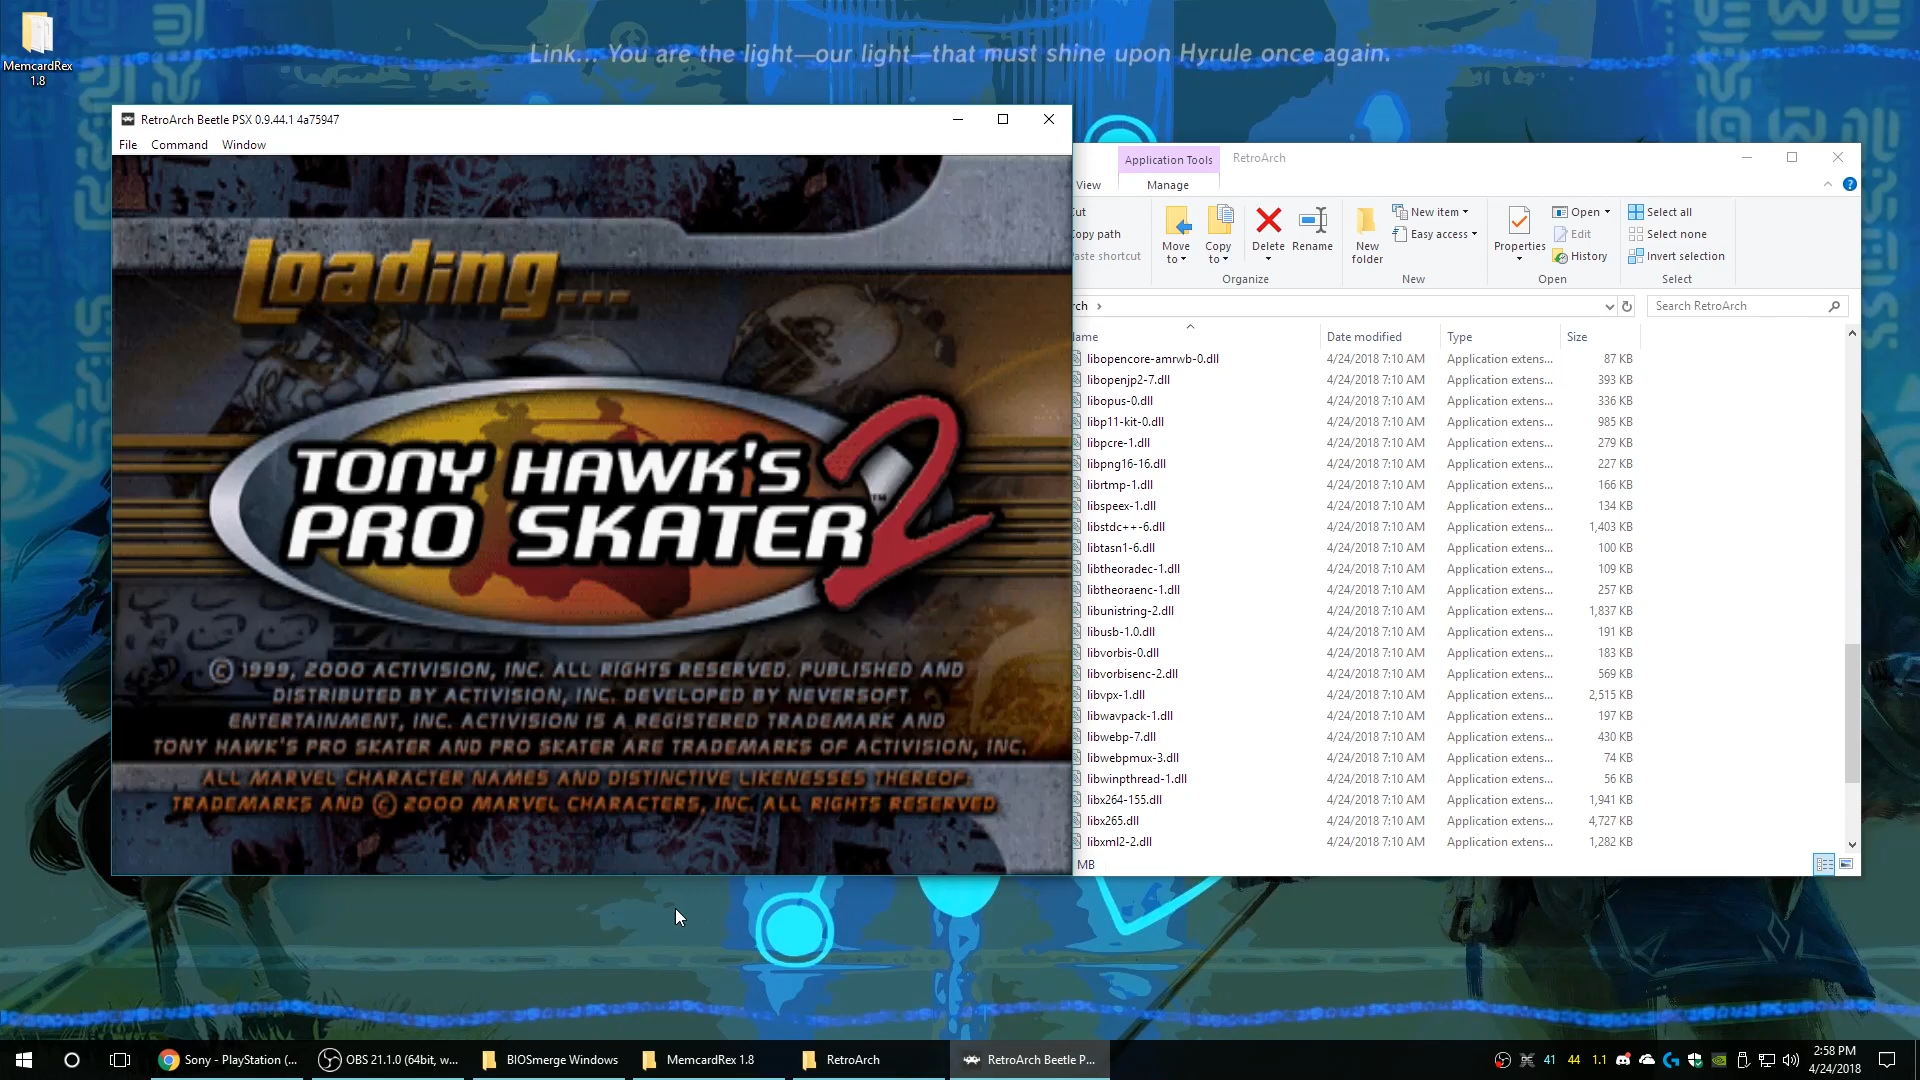 MemcardRex
1.8
Link... You are the light—our light—that must shine upon Hyrule once again.
RetroArch Beetle PSX 0.9.44.1 4a75947
File Command Window
Loading...
TONY HAWK'S
PRO SKATER 2
™
© 1999, 2000 ACTIVISION, INC. ALL RIGHTS RESERVED. PUBLISHED AND
DISTRIBUTED BY ACTIVISION, INC. DEVELOPED BY NEVERSOFT
ENTERTAINMENT, INC. ACTIVISION IS A REGISTERED TRADEMARK AND
TONY HAWK'S PRO SKATER AND PRO SKATER ARE TRADEMARKS OF ACTIVISION, INC.
ALL MARVEL CHARACTER NAMES AND DISTINCTIVE LIKENESSES THEREOF:
TRADEMARKS AND © 2000 MARVEL CHARACTERS, INC. ALL RIGHTS RESERVED
Application Tools RetroArch
View Manage
Cut
Copy path
Paste shortcut
Move to Copy to Delete Rename
Organize
New folder
New item
Easy access
New
Properties
Open
Edit
History
Open
Select all
Select none
Invert selection
Select
rch > Search RetroArch
Name Date modified Type Size
libopencore-amrwb-0.dll 4/24/2018 7:10 AM Application extens... 87 KB
libopenjp2-7.dll 4/24/2018 7:10 AM Application extens... 393 KB
libopus-0.dll 4/24/2018 7:10 AM Application extens... 336 KB
libp11-kit-0.dll 4/24/2018 7:10 AM Application extens... 985 KB
libpcre-1.dll 4/24/2018 7:10 AM Application extens... 279 KB
libpng16-16.dll 4/24/2018 7:10 AM Application extens... 227 KB
librtmp-1.dll 4/24/2018 7:10 AM Application extens... 166 KB
libspeex-1.dll 4/24/2018 7:10 AM Application extens... 134 KB
libstdc++-6.dll 4/24/2018 7:10 AM Application extens... 1,403 KB
libtasn1-6.dll 4/24/2018 7:10 AM Application extens... 100 KB
libtheoradec-1.dll 4/24/2018 7:10 AM Application extens... 109 KB
libtheoraenc-1.dll 4/24/2018 7:10 AM Application extens... 257 KB
libunistring-2.dll 4/24/2018 7:10 AM Application extens... 1,837 KB
libusb-1.0.dll 4/24/2018 7:10 AM Application extens... 191 KB
libvorbis-0.dll 4/24/2018 7:10 AM Application extens... 183 KB
libvorbisenc-2.dll 4/24/2018 7:10 AM Application extens... 569 KB
libvpx-1.dll 4/24/2018 7:10 AM Application extens... 2,515 KB
libwavpack-1.dll 4/24/2018 7:10 AM Application extens... 197 KB
libwebp-7.dll 4/24/2018 7:10 AM Application extens... 430 KB
libwebpmux-3.dll 4/24/2018 7:10 AM Application extens... 74 KB
libwinpthread-1.dll 4/24/2018 7:10 AM Application extens... 56 KB
libx264-155.dll 4/24/2018 7:10 AM Application extens... 1,941 KB
libx265.dll 4/24/2018 7:10 AM Application extens... 4,727 KB
libxml2-2.dll 4/24/2018 7:10 AM Application extens... 1,282 KB
MB
Sony - PlayStation (... OBS 21.1.0 (64bit, w... BIOSmerge Windows MemcardRex 1.8 RetroArch RetroArch Beetle P... 41 44 1.1 2:58 PM
4/24/2018